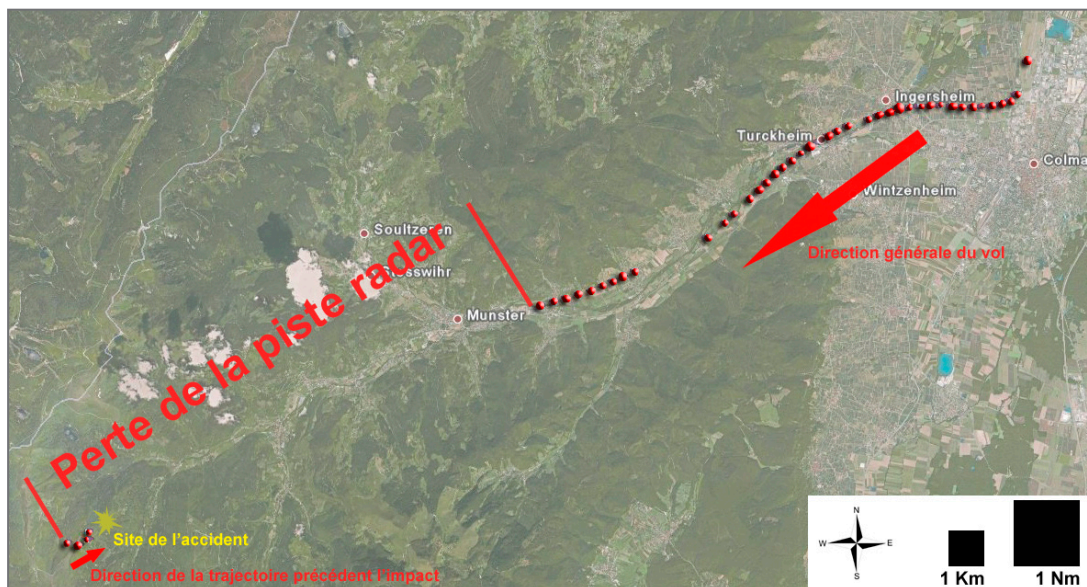 Ingersheim
Turckheim
Colma
Wintzenheim
Soultzeren
Direction générale du vol
Stosswihr
Perte de la piste radar
Munster
Site de l'accident
Direction de la trajectoire précédent l'impact
N
W
E
S
1 Km
1 Nm